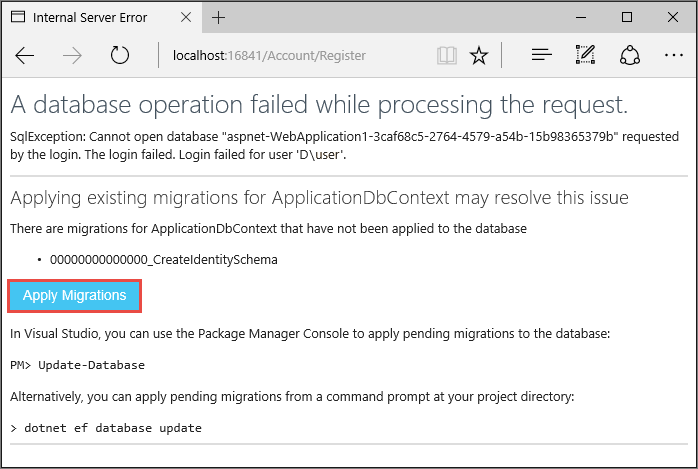 Internal Server Error
localhost:16841/Account/Register
A database operation failed while processing the request.
SqlException: Cannot open database "aspnet-WebApplication1-3caf68c5-2764-4579-a54b-15b98365379b" requested
by the login. The login failed. Login failed for user 'D\user'.
Applying existing migrations for ApplicationDbContext may resolve this issue
There are migrations for ApplicationDbContext that have not been applied to the database
• 00000000000000_CreateIdentitySchema
Apply Migrations
In Visual Studio, you can use the Package Manager Console to apply pending migrations to the database:
PM> Update-Database
Alternatively, you can apply pending migrations from a command prompt at your project directory:
> dotnet ef database update